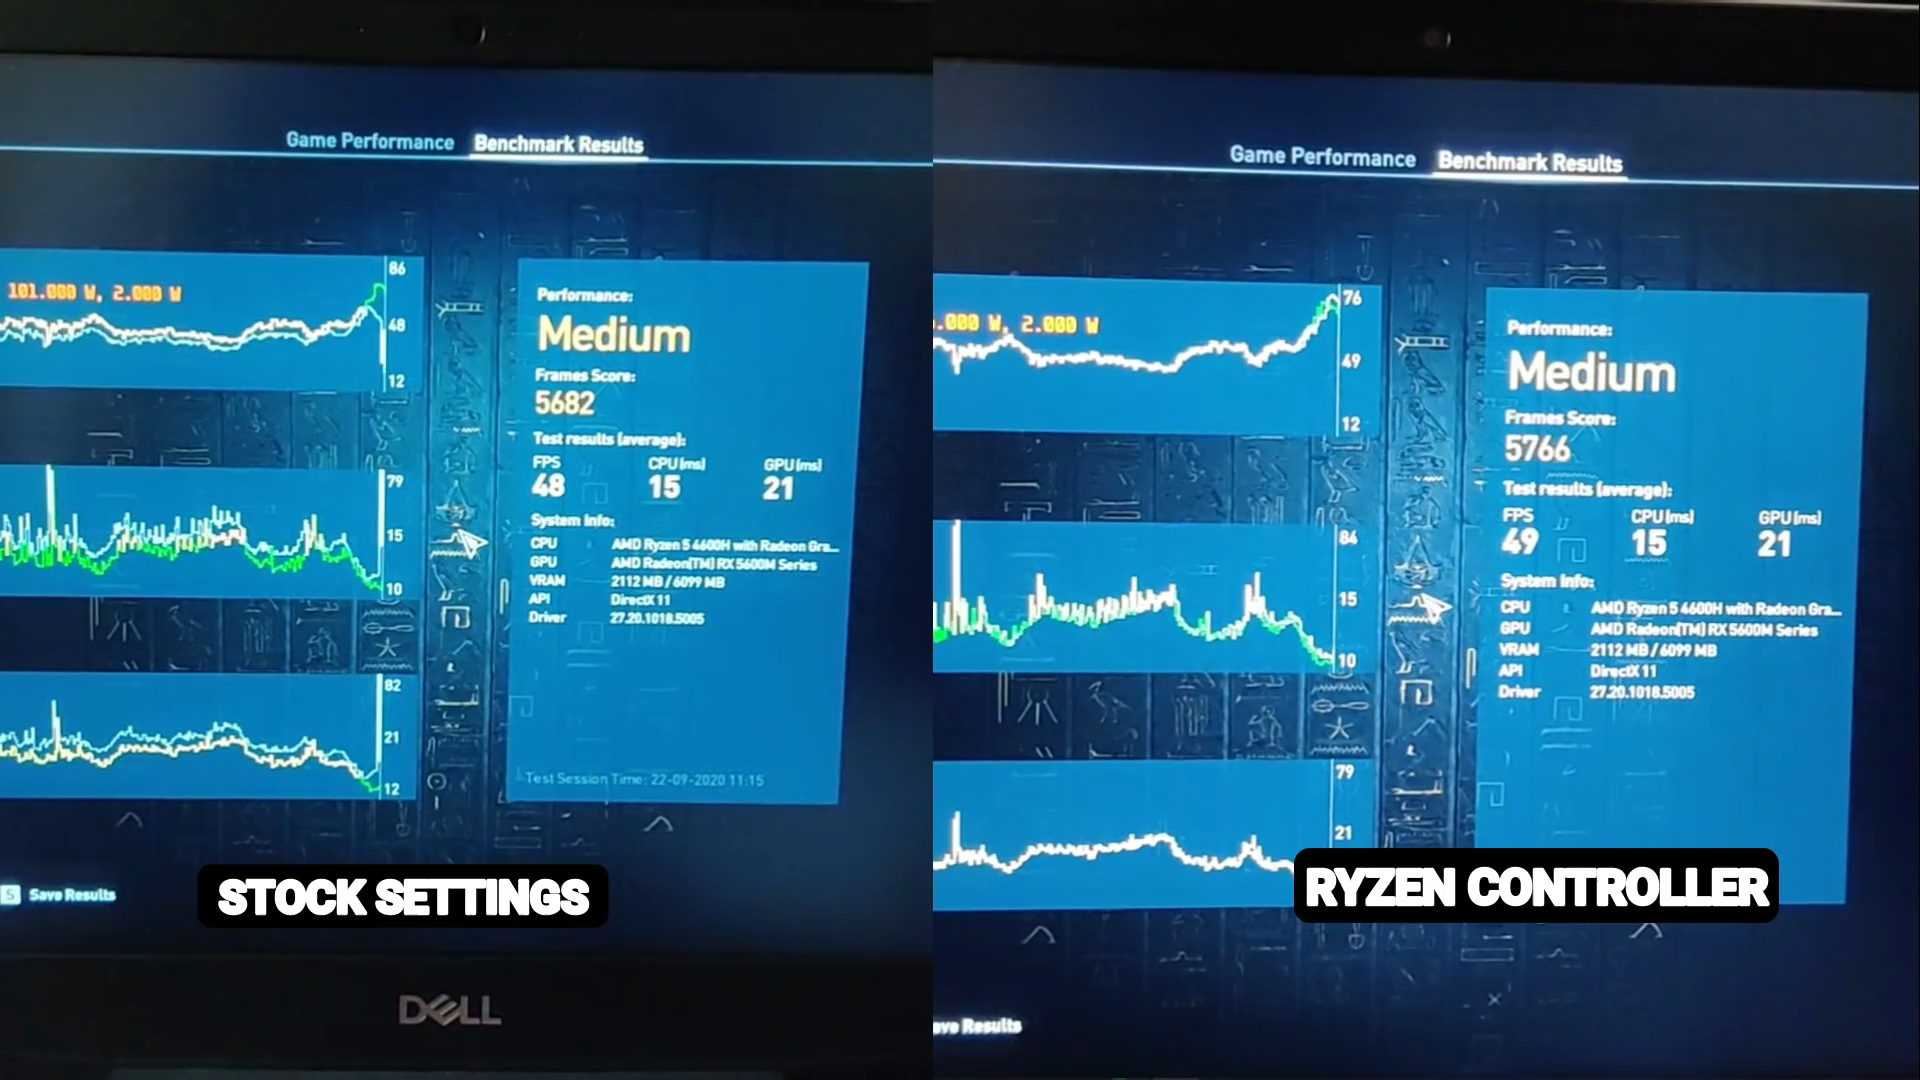 Game Performance
Benchmark Results
101.000 W, 2.000 W
86
48
12
79
15
10
82
21
12
Performance:
Medium
Frames Score:
5682
Test results (average):
FPS CPU (ms) GPU (ms)
48 15 21
System Info:
CPU AMD Ryzen 5 4600H with Radeon Gra...
GPU AMD Radeon(TM) RX 5600M Series
VRAM 2112 MB / 6099 MB
API DirectX 11
Driver 27.20.1018.5005
Test Session Time: 22-09-2020 11:15
S Save Results
STOCK SETTINGS
DELL
Game Performance
Benchmark Results
.000 W, 2.000 W
76
49
12
84
15
10
79
21
Performance:
Medium
Frames Score:
5766
Test results (average):
FPS CPU (ms) GPU (ms)
49 15 21
System Info:
CPU AMD Ryzen 5 4600H with Radeon Gra...
GPU AMD Radeon(TM) RX 5600M Series
VRAM 2112 MB / 6099 MB
API DirectX 11
Driver 27.20.1018.5005
RYZEN CONTROLLER
ave Results